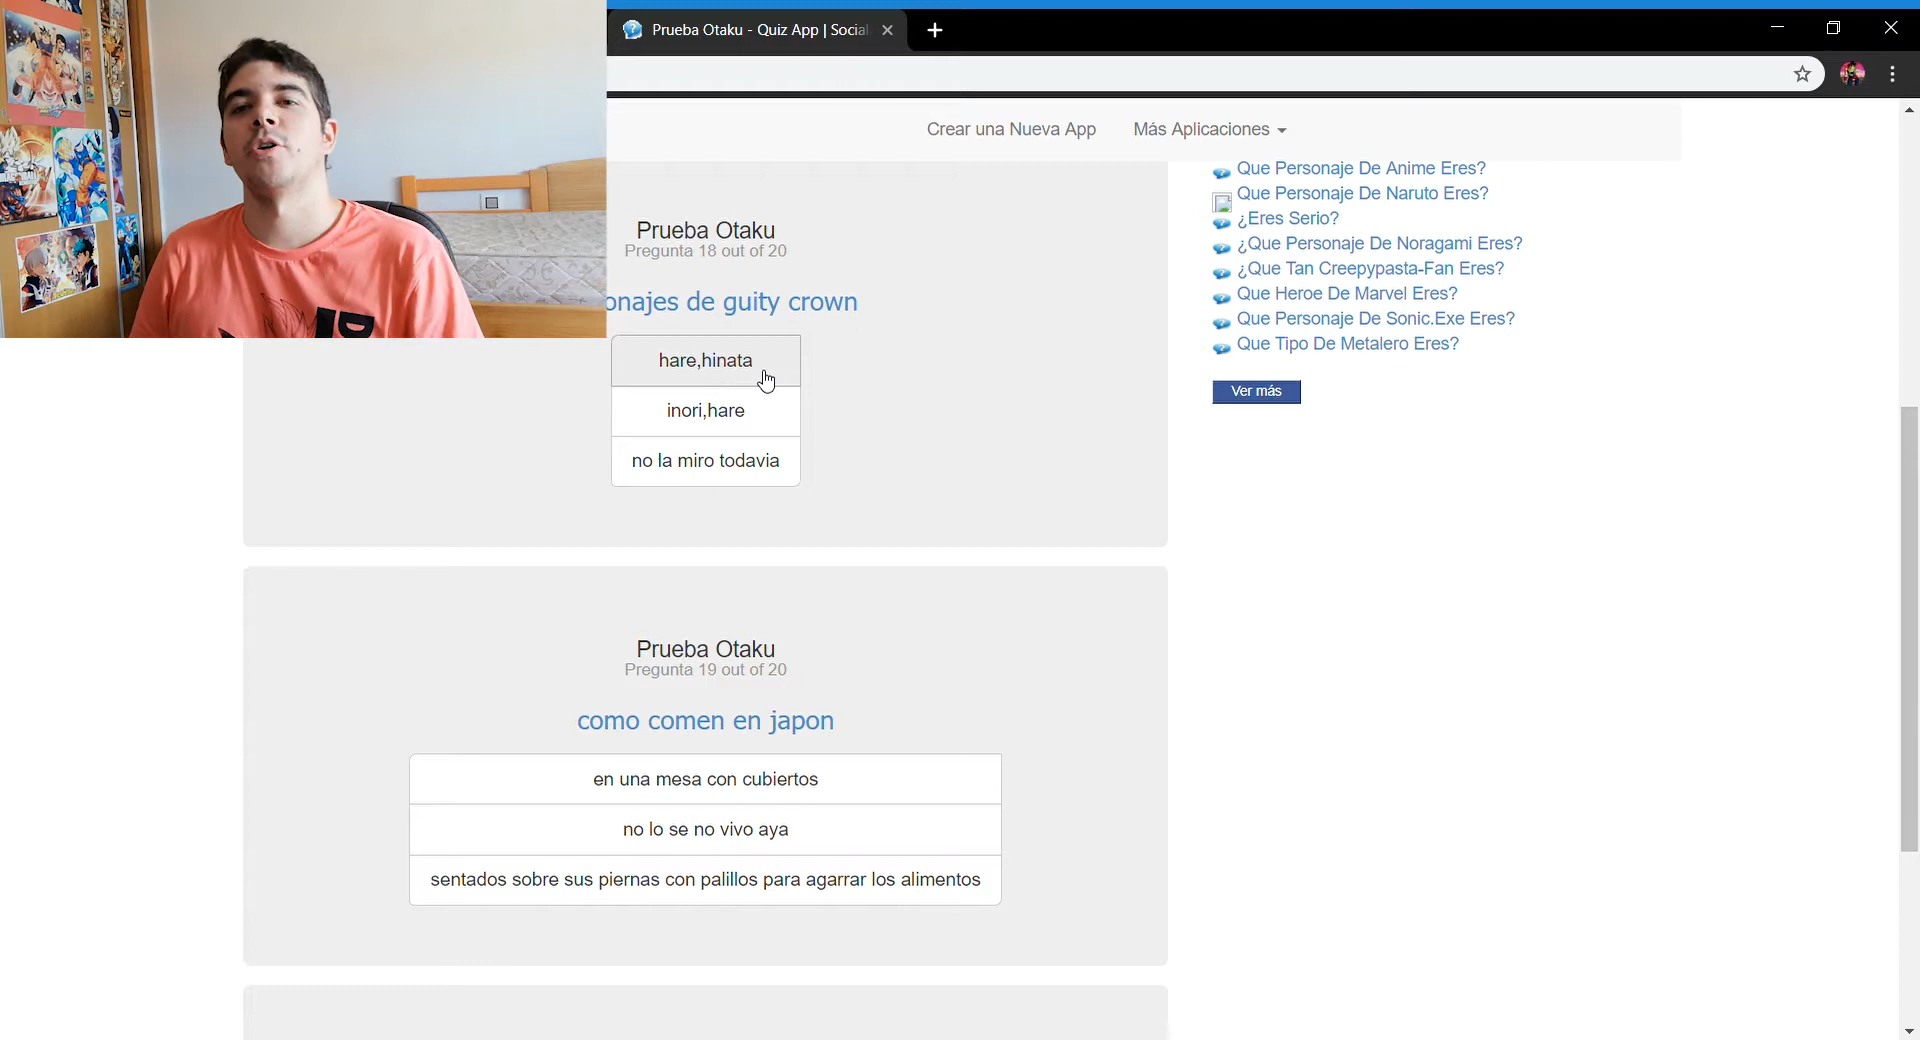 Prueba Otaku - Quiz App | Social
Crear una Nueva App
Más Aplicaciones
Prueba Otaku
Pregunta 18 out of 20
onajes de guity crown
hare,hinata
inori,hare
no la miro todavia
Prueba Otaku
Pregunta 19 out of 20
como comen en japon
en una mesa con cubiertos
no lo se no vivo aya
sentados sobre sus piernas con palillos para agarrar los alimentos
Que Personaje De Anime Eres?
Que Personaje De Naruto Eres?
¿Eres Serio?
¿Que Personaje De Noragami Eres?
¿Que Tan Creepypasta-Fan Eres?
Que Heroe De Marvel Eres?
Que Personaje De Sonic.Exe Eres?
Que Tipo De Metalero Eres?
Ver más